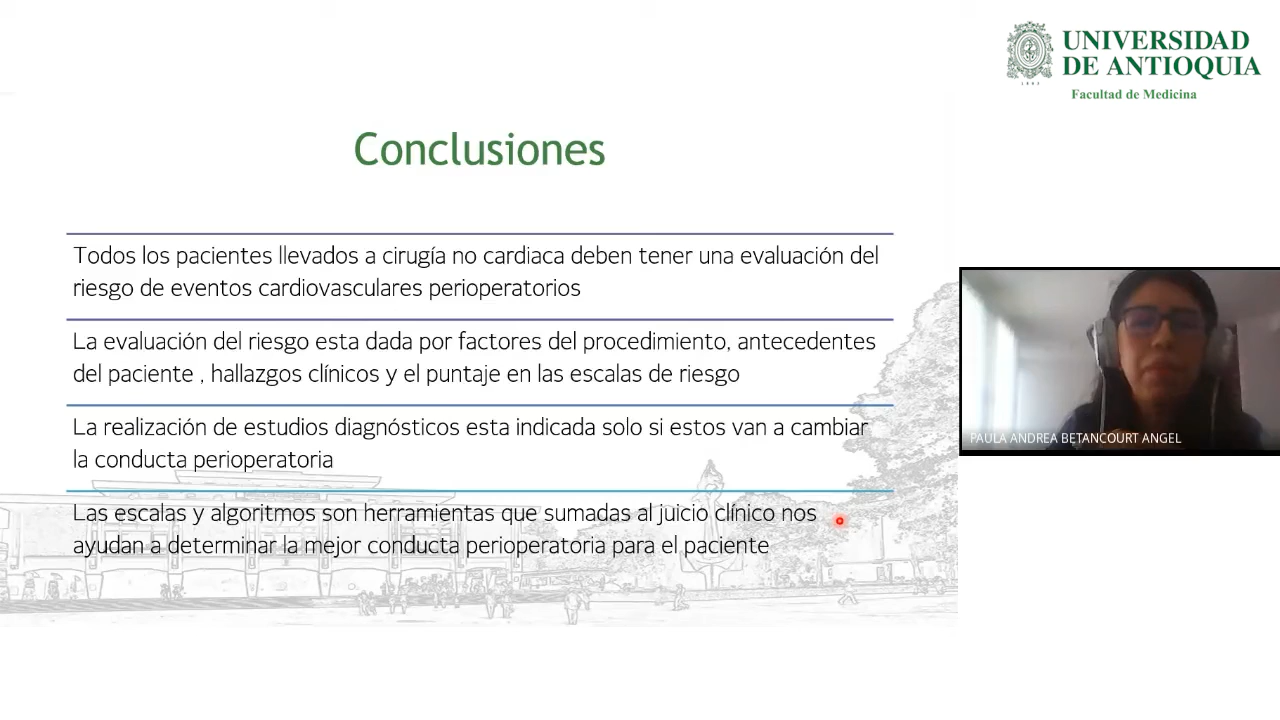 UNIVERSIDAD
DE ANTIOQUIA
Facultad de Medicina
Conclusiones
Todos los pacientes llevados a cirugía no cardiaca deben tener una evaluación del
riesgo de eventos cardiovasculares perioperatorios
La evaluación del riesgo esta dada por factores del procedimiento, antecedentes
del paciente , hallazgos clínicos y el puntaje en las escalas de riesgo
La realización de estudios diagnósticos esta indicada solo si estos van a cambiar
la conducta perioperatoria
Las escalas y algoritmos son herramientas que sumadas al juicio clínico nos
ayudan a determinar la mejor conducta perioperatoria para el paciente
PAULA ANDREA BETANCOURT ANGEL